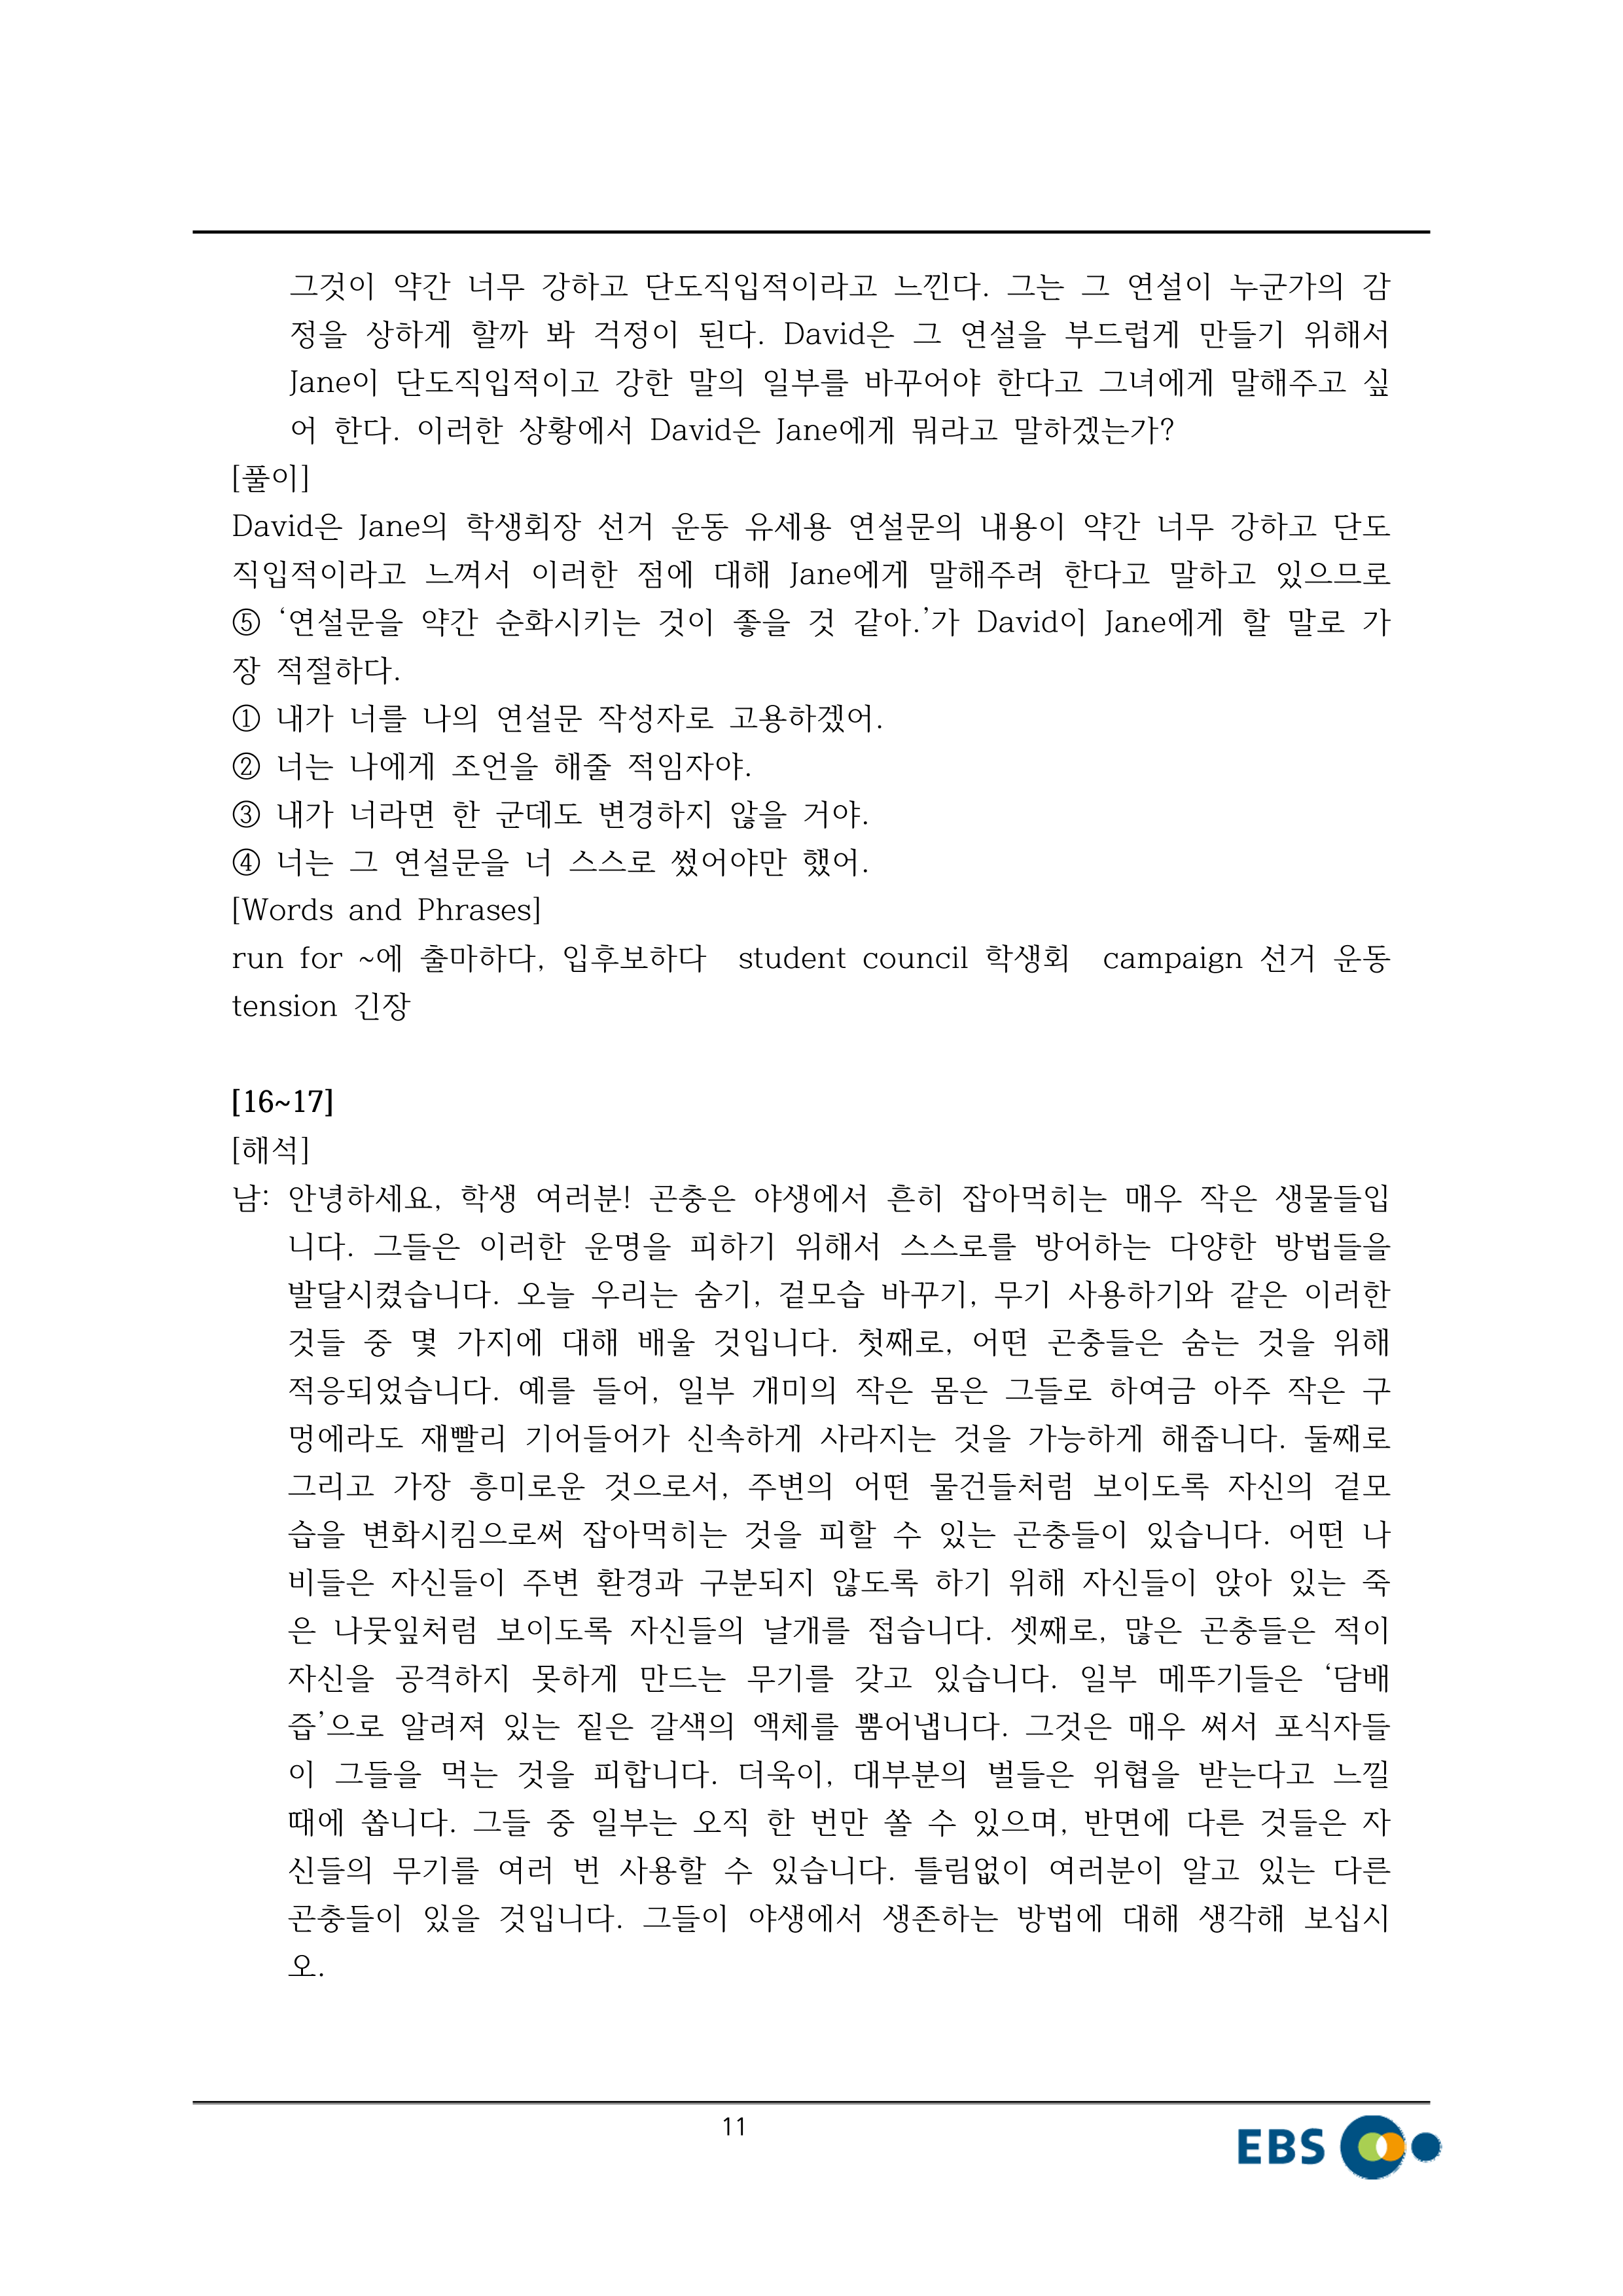 그것이 약간 너무 강하고 단도직입적이라고 느낀다. 그는 그 연설이 누군가의 감
정을 상하게 할까 봐 걱정이 된다. David은 그 연설을 부드럽게 만들기 위해서
Jane이 단도직입적이고 강한 말의 일부를 바꾸어야 한다고 그녀에게 말해주고 싶
어 한다. 이러한 상황에서 David은 Jane에게 뭐라고 말하겠는가?
[풀이]
David은 Jane의 학생회장 선거 운동 유세용 연설문의 내용이 약간 너무 강하고 단도
직입적이라고 느껴서 이러한 점에 대해 Jane에게 말해주려 한다고 말하고 있으므로
⑤ ‘연설문을 약간 순화시키는 것이 좋을 것 같아.’가 David이 Jane에게 할 말로 가
장 적절하다.
① 내가 너를 나의 연설문 작성자로 고용하겠어.
② 너는 나에게 조언을 해줄 적임자야.
③ 내가 너라면 한 군데도 변경하지 않을 거야.
④ 너는 그 연설문을 너 스스로 썼어야만 했어.
[Words and Phrases]
run for ~에 출마하다, 입후보하다 student council 학생회 campaign 선거 운동
tension 긴장
[16~17]
[해석]
남: 안녕하세요, 학생 여러분! 곤충은 야생에서 흔히 잡아먹히는 매우 작은 생물들입
니다. 그들은 이러한 운명을 피하기 위해서 스스로를 방어하는 다양한 방법들을
발달시켰습니다. 오늘 우리는 숨기, 겉모습 바꾸기, 무기 사용하기와 같은 이러한
것들 중 몇 가지에 대해 배울 것입니다. 첫째로, 어떤 곤충들은 숨는 것을 위해
적응되었습니다. 예를 들어, 일부 개미의 작은 몸은 그들로 하여금 아주 작은 구
멍에라도 재빨리 기어들어가 신속하게 사라지는 것을 가능하게 해줍니다. 둘째로
그리고 가장 흥미로운 것으로서, 주변의 어떤 물건들처럼 보이도록 자신의 겉모
습을 변화시킴으로써 잡아먹히는 것을 피할 수 있는 곤충들이 있습니다. 어떤 나
비들은 자신들이 주변 환경과 구분되지 않도록 하기 위해 자신들이 앉아 있는 죽
은 나뭇잎처럼 보이도록 자신들의 날개를 접습니다. 셋째로, 많은 곤충들은 적이
자신을 공격하지 못하게 만드는 무기를 갖고 있습니다. 일부 메뚜기들은 ‘담배
즙’으로 알려져 있는 짙은 갈색의 액체를 뿜어냅니다. 그것은 매우 써서 포식자들
이 그들을 먹는 것을 피합니다. 더욱이, 대부분의 벌들은 위협을 받는다고 느낄
때에 쏩니다. 그들 중 일부는 오직 한 번만 쏠 수 있으며, 반면에 다른 것들은 자
신들의 무기를 여러 번 사용할 수 있습니다. 틀림없이 여러분이 알고 있는 다른
곤충들이 있을 것입니다. 그들이 야생에서 생존하는 방법에 대해 생각해 보십시
오.
11
EBS